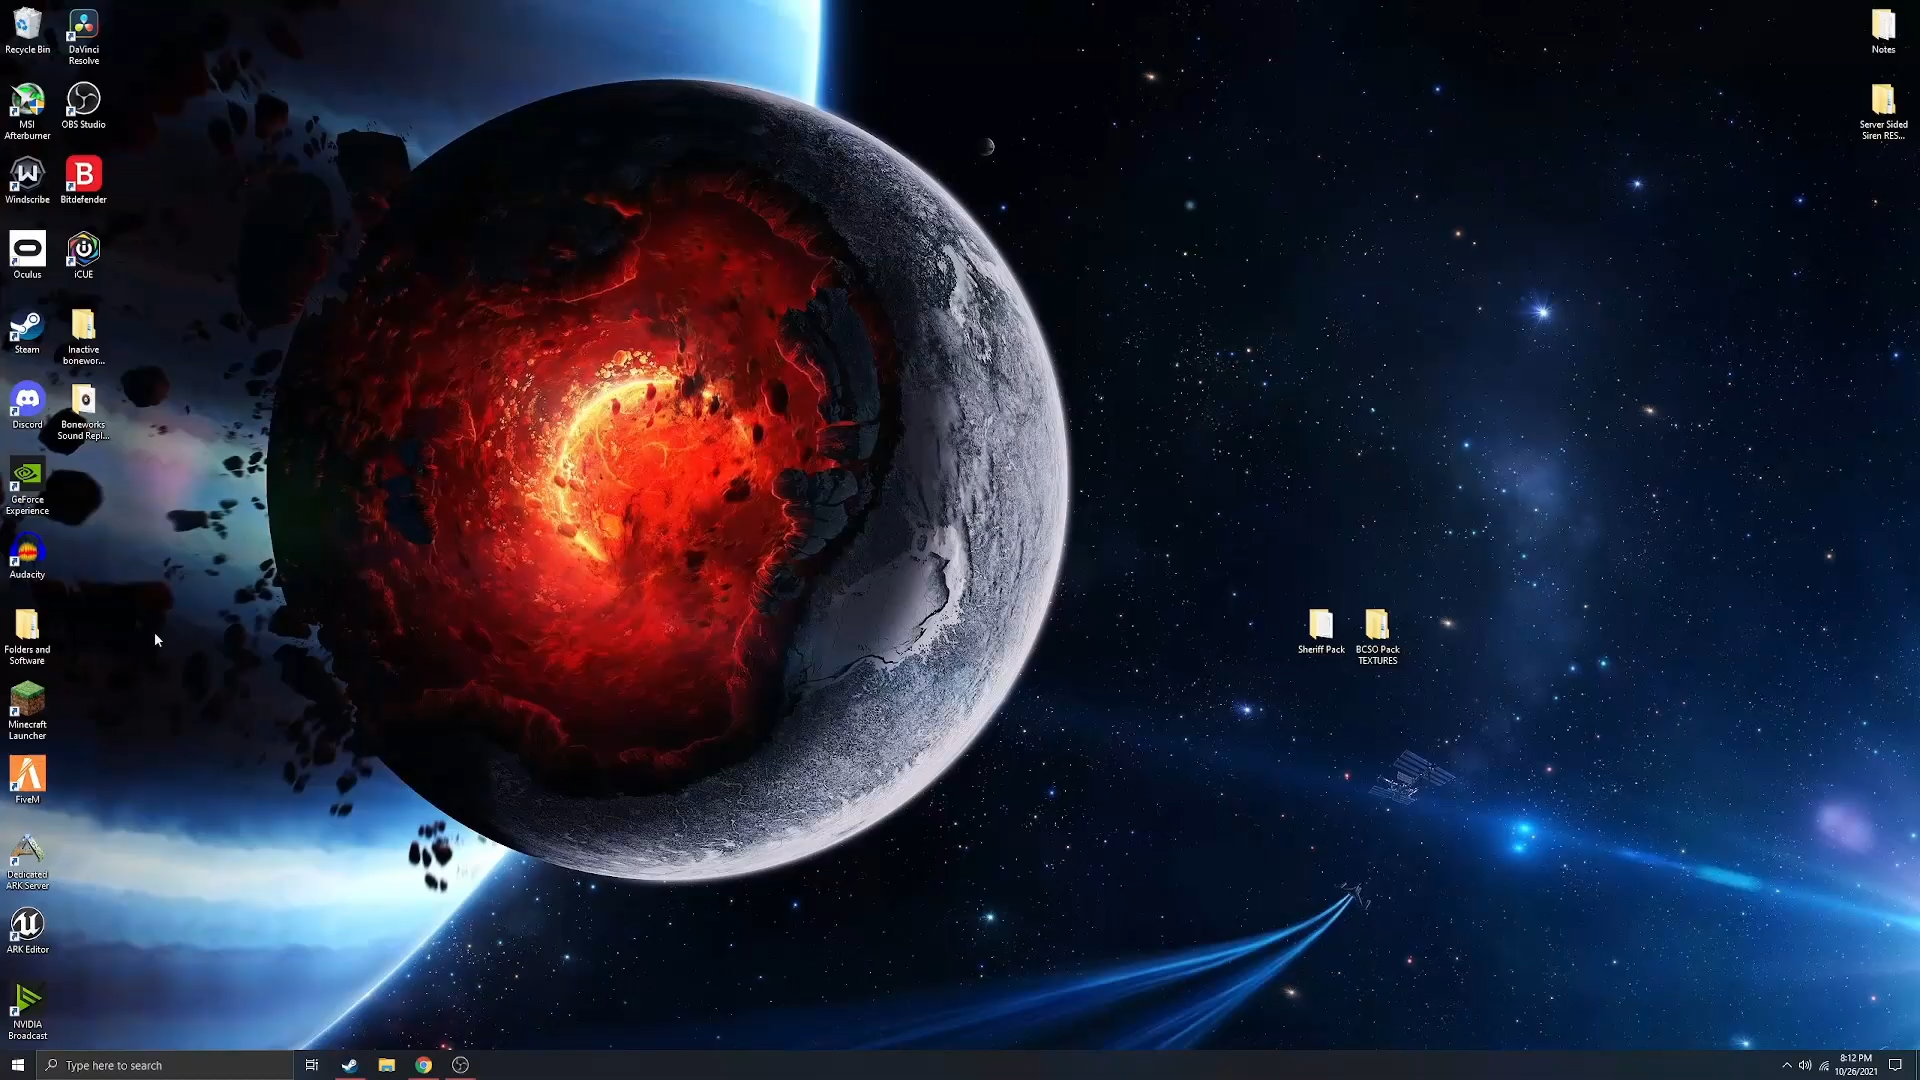 Recycle Bin
DaVinci
Resolve
MSI
Afterburner
OBS Studio
Windscribe
Bitdefender
Oculus
iCUE
Steam
Inactive
bonewor...
Discord
Boneworks
Sound Repl...
GeForce
Experience
Audacity
Folders and
Software
Minecraft
Launcher
FiveM
Dedicated
ARK Server
ARK Editor
NVIDIA
Broadcast
Notes
Server Sided
Siren RES...
Sheriff Pack
BCSO Pack
TEXTURES
Type here to search
8:12 PM
10/26/2021